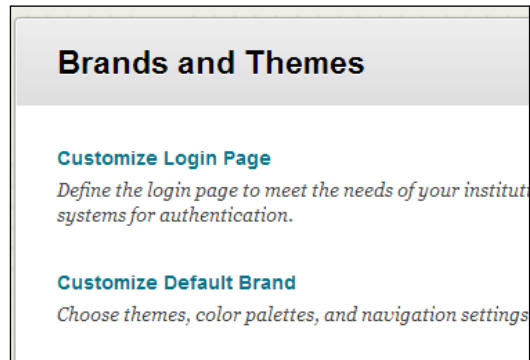 Brands and Themes
Customize Login Page
Define the login page to meet the needs of your
systems for authentication.
Customize Default Brand
Choose themes, color palettes, and navigation settings